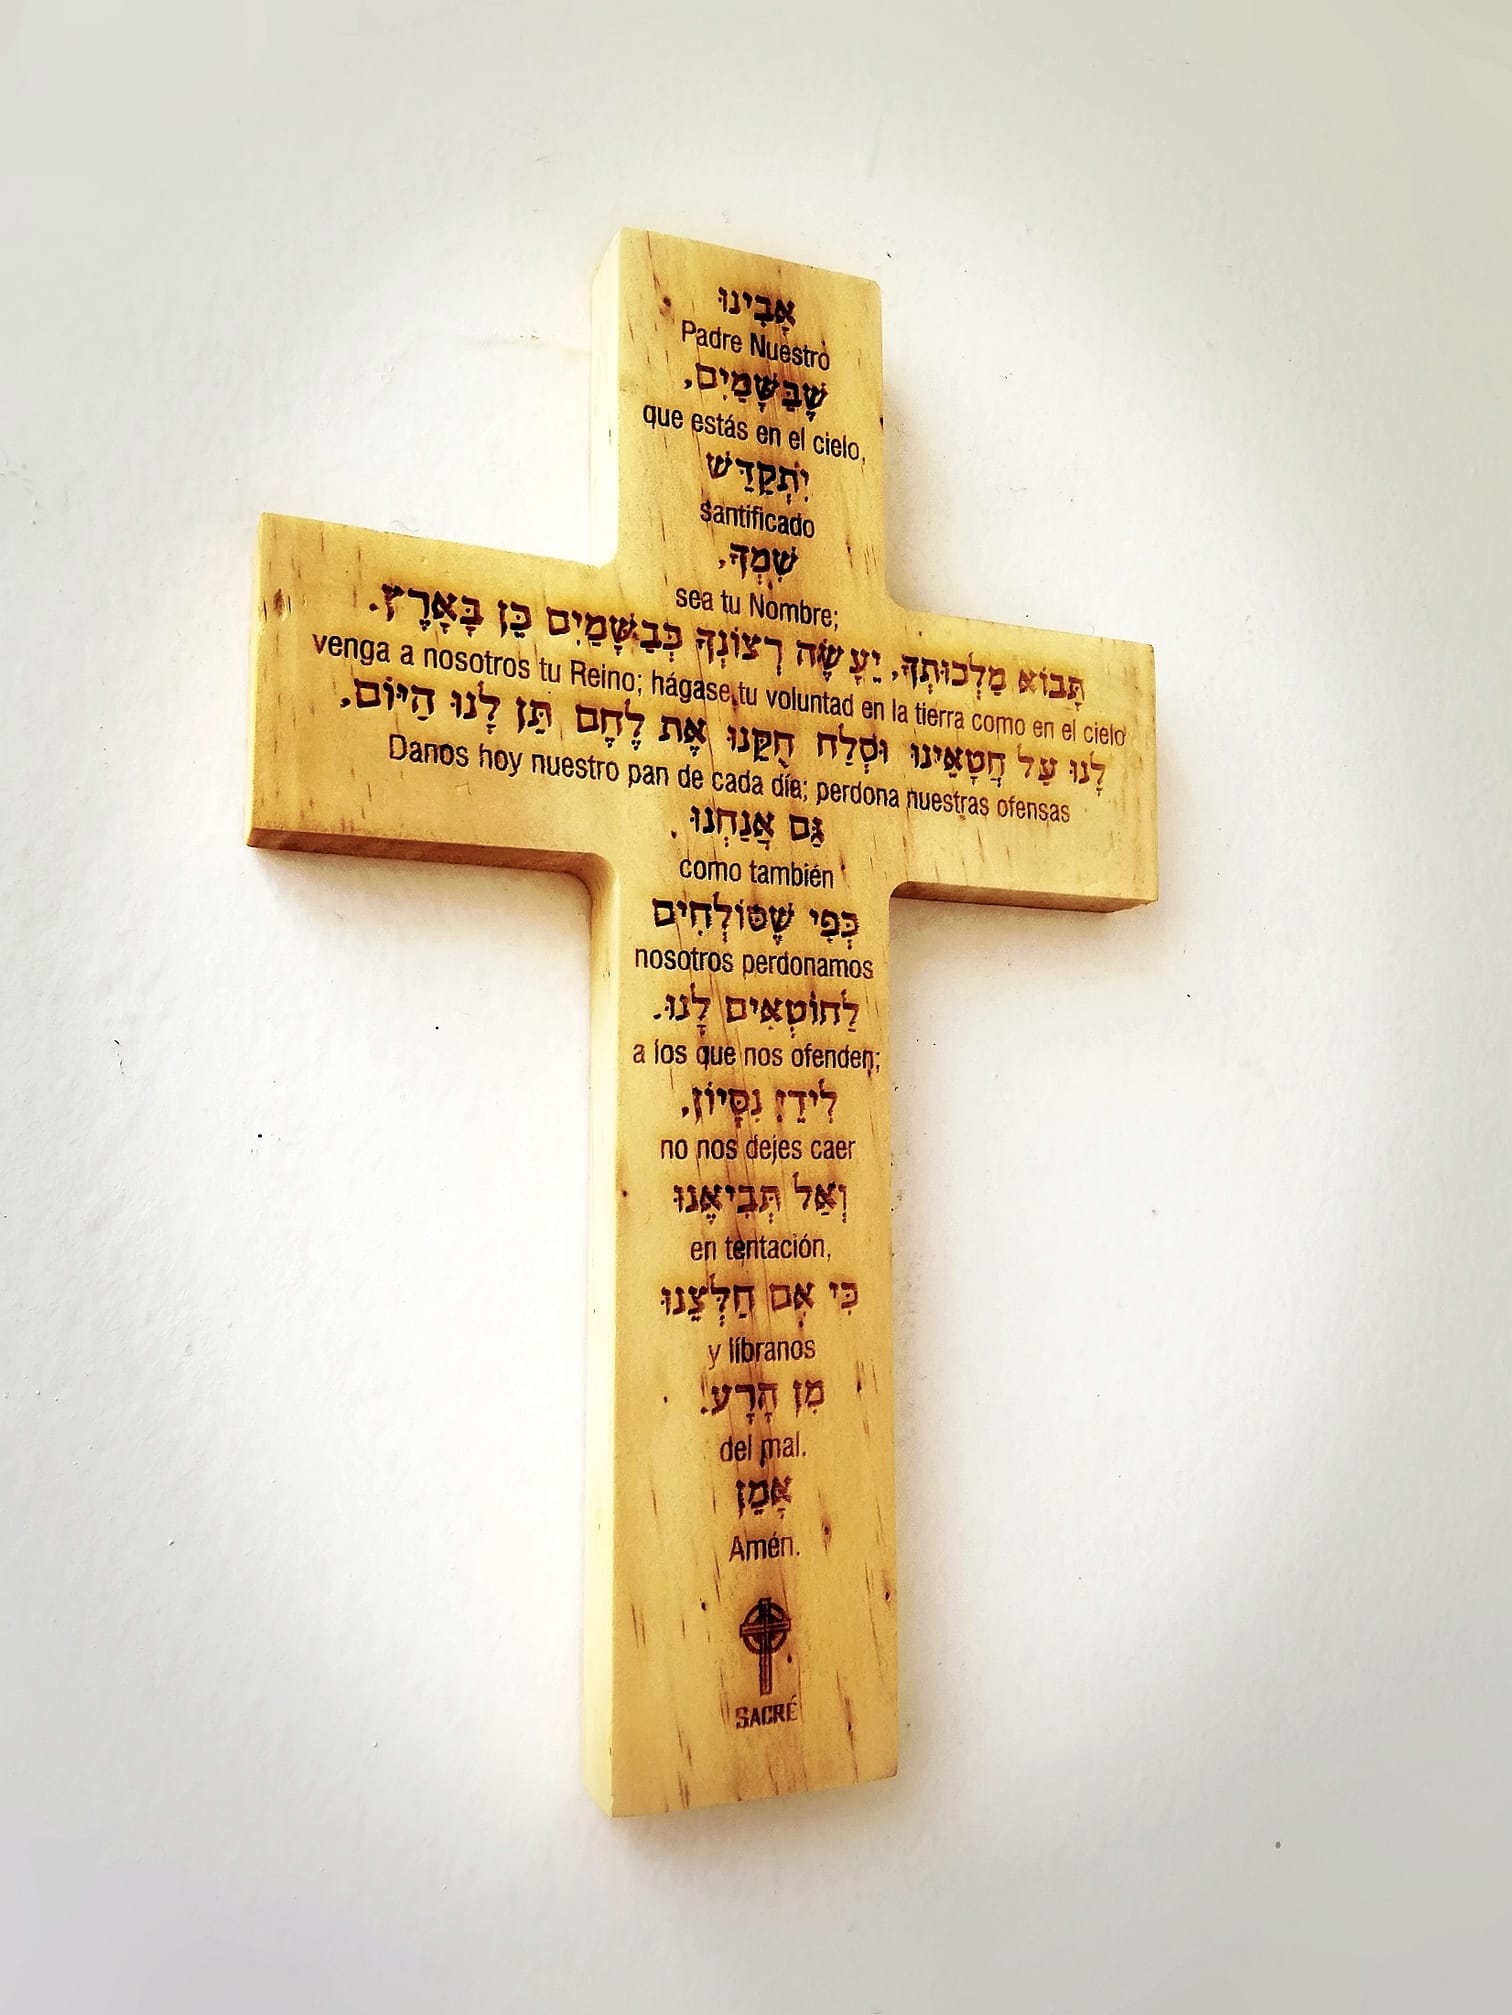 אָבִינוּ
Padre Nuestro
שֶׁבַּשָּׁמַיִם,
que estás en el cielo,
יִתְקַדַּשׁ
santificado
שְׁמְךָ,
sea tu Nombre;
תָּבוֹא מַלְכוּתְךָ, יֵעָשֶׂה רְצוֹנְךָ כְּבַשָּׁמַיִם כֵּן בָּאָרֶץ.
venga a nosotros tu Reino; hágase tu voluntad en la tierra como en el cielo
לָנוּ עַל חֲטָאֵינוּ וּסְלַח חֻקֵּנוּ אֶת לֶחֶם תֵּן לָנוּ הַיּוֹם,
Danos hoy nuestro pan de cada día; perdona nuestras ofensas
גַּם אֲנַחְנוּ
como también
כְּפִי שֶׁסּוֹלְחִים
nosotros perdonamos
לַחוֹטְאִים לָנוּ.
a los que nos ofenden;
לִידֵי נִסָּיוֹן,
no nos dejes caer
וְאַל תְּבִיאֵנוּ
en tentación,
כִּי אִם חַלְּצֵנוּ
y líbranos
מִן הָרָע.
del mal.
אָמֵן
Amén.
SACRÉ